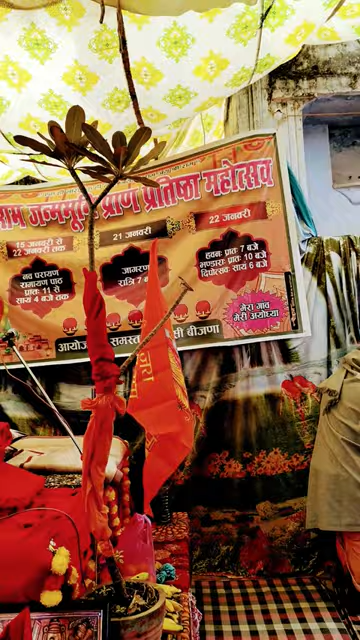 राम जन्मभूमि प्राण प्रतिष्ठा महोत्सव
15 जनवरी से
22 जनवरी तक
21 जनवरी
22 जनवरी
नव परायण
रामायण पाठ
प्रातः 11 से
सायं 4 बजे तक
जागरण
रात्रि 7
हवनः प्रातः 7 बजे
भण्डाराः प्रातः 10 बजे
दिपोत्सवः सायं 6 बजे
मेरा गांव
मेरी अयोध्या
समस्त
सी बीजणा